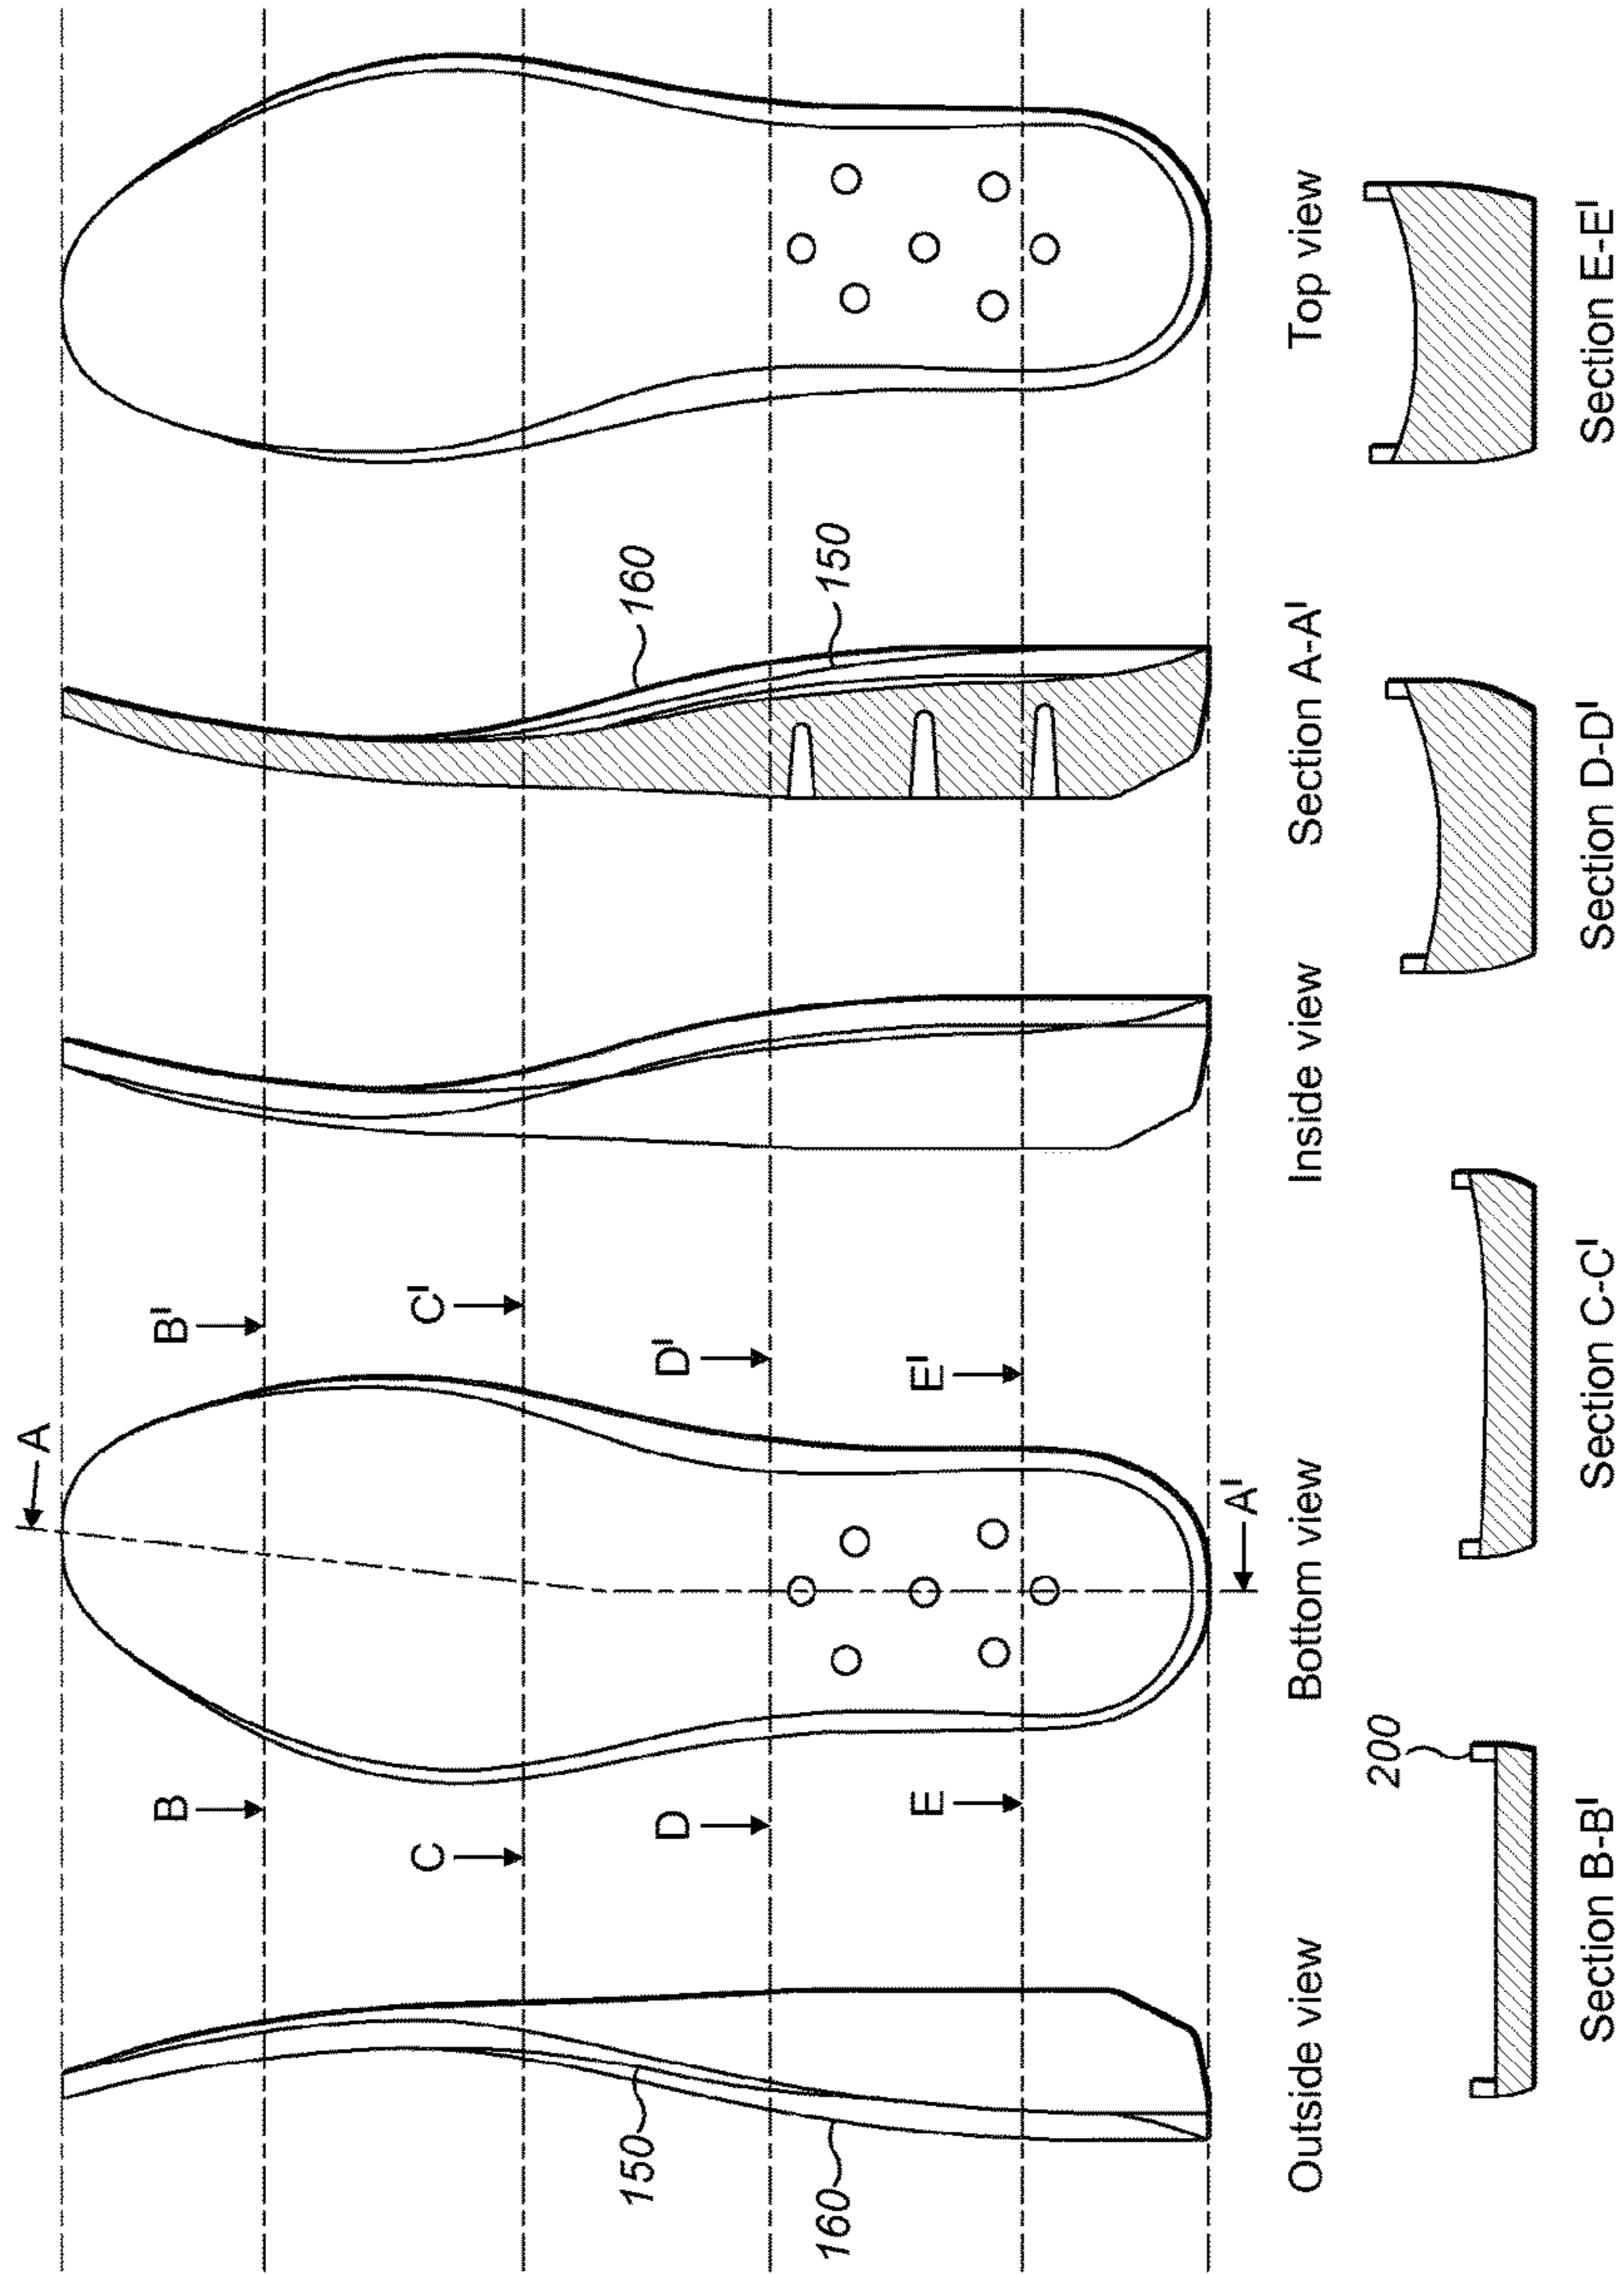 A
B B'
C C'
D D'
E E'
A'
150
160
160
150
Outside view
Bottom view
Inside view
Section A-A'
Top view
200
Section B-B'
Section C-C'
Section D-D'
Section E-E'